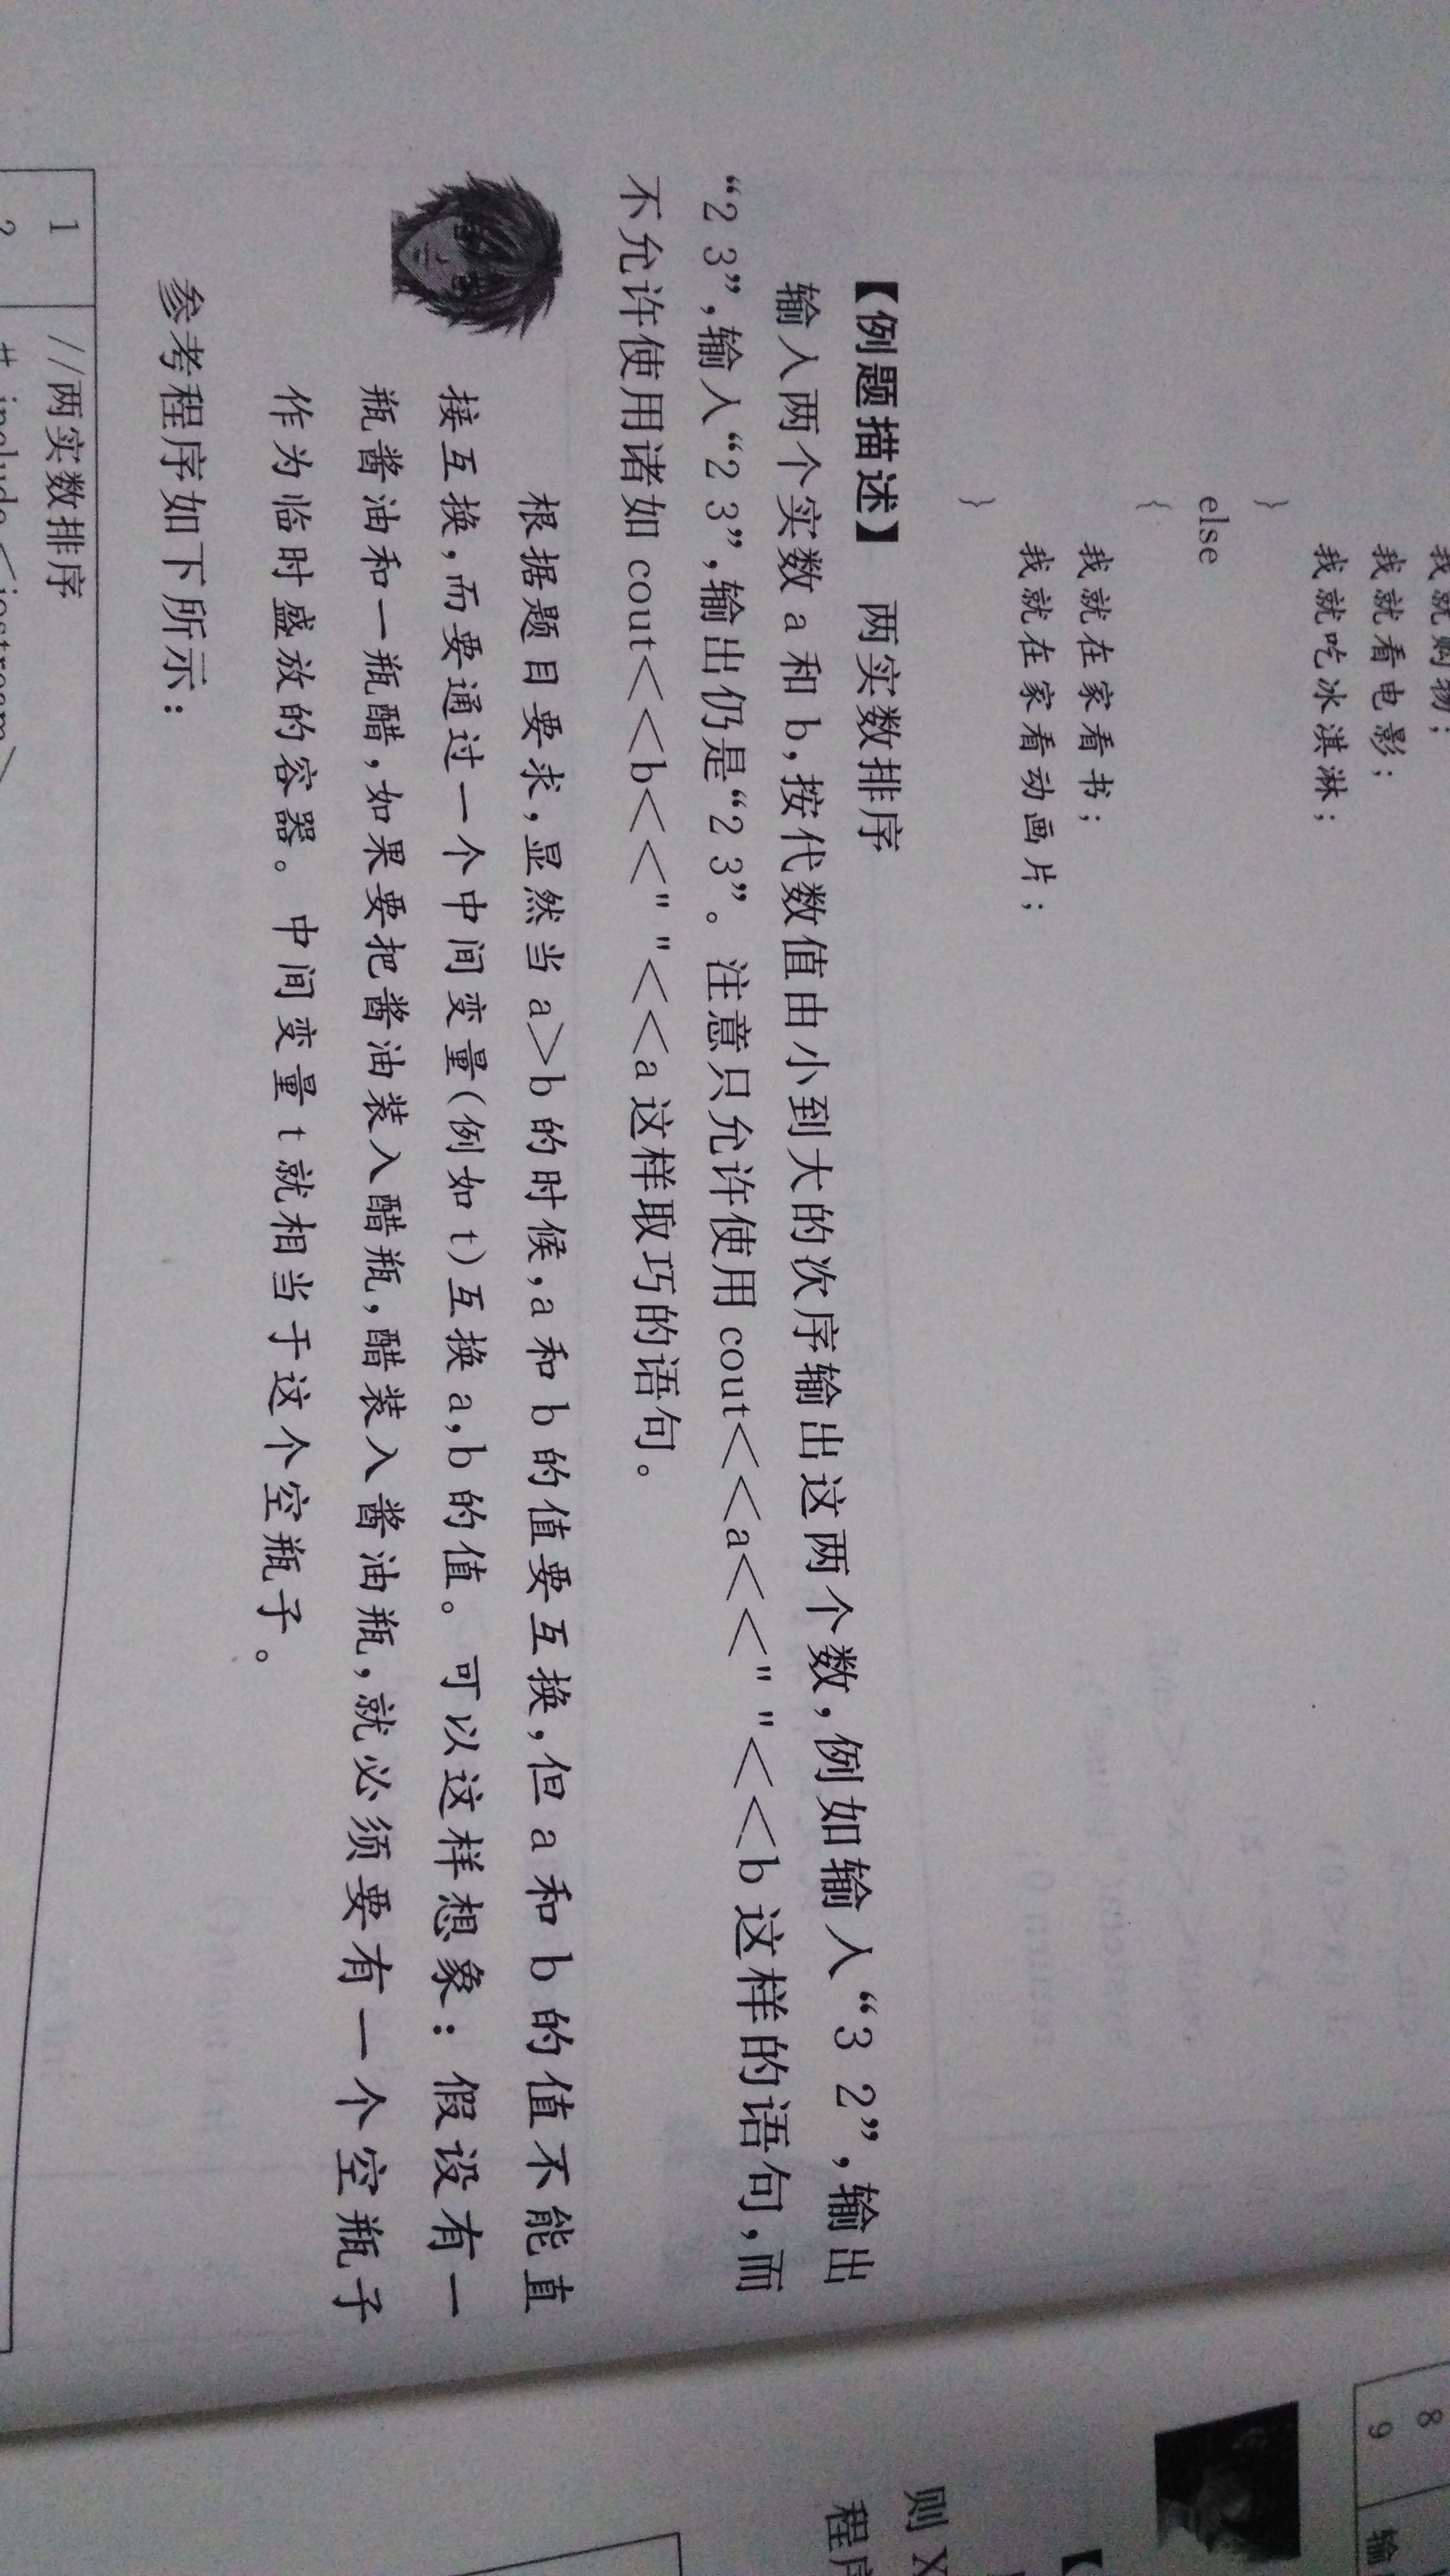 我就购物;
我就看电影;
我就吃冰淇淋;
}
else
{
我就在家看书;
我就在家看动画片;
}
【例题描述】 两实数排序
输入两个实数 a 和 b,按代数值由小到大的次序输出这两个数,例如输入“3 2”,输出
“2 3”,输入“2 3”,输出仍是“2 3”。注意只允许使用 cout<<a<<" "<<b 这样的语句,而
不允许使用诸如 cout<<b<<" "<<a 这样取巧的语句。
根据题目要求,显然当 a>b 的时候,a 和 b 的值要互换,但 a 和 b 的值不能直
接互换,而要通过一个中间变量(例如 t)互换 a,b 的值。可以这样想象:假设有一
瓶酱油和一瓶醋,如果要把酱油装入醋瓶,醋装入酱油瓶,就必须要有一个空瓶子
作为临时盛放的容器。中间变量 t 就相当于这个空瓶子。
参考程序如下所示:
1 //两实数排序
2 # include <iostream>
8
9 输
【
则 X
程序